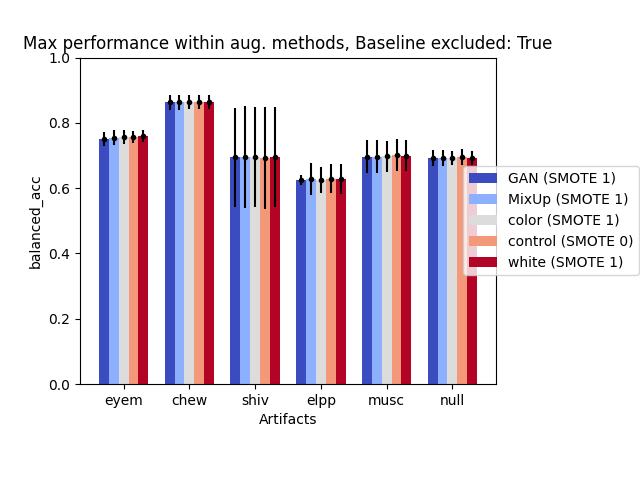 Max performance within aug. methods, Baseline excluded: True
1.0
0.8
0.6
0.4
0.2
0.0
balanced_acc
eyem chew shiv elpp musc null
Artifacts
GAN (SMOTE 1)
MixUp (SMOTE 1)
color (SMOTE 1)
control (SMOTE 0)
white (SMOTE 1)